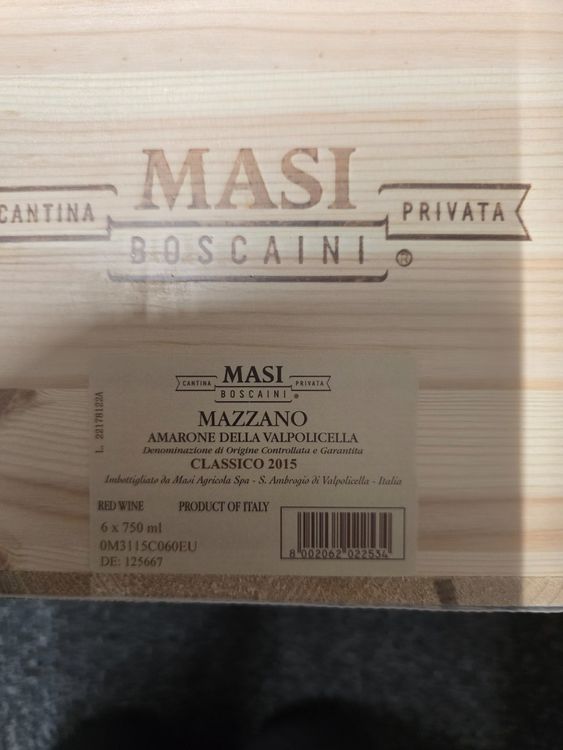 MASI
CANTINA PRIVATA
BOSCAINI ®
MASI
CANTINA PRIVATA
BOSCAINI ®
MAZZANO
AMARONE DELLA VALPOLICELLA
Denominazione di Origine Controllata e Garantita
CLASSICO 2015
Imbottigliato da Masi Agricola Spa - S. Ambrogio di Valpolicella - Italia
RED WINE PRODUCT OF ITALY
6 x 750 ml
0M3115C060EU
DE: 125667
8 002062 022534
L. 22178122A